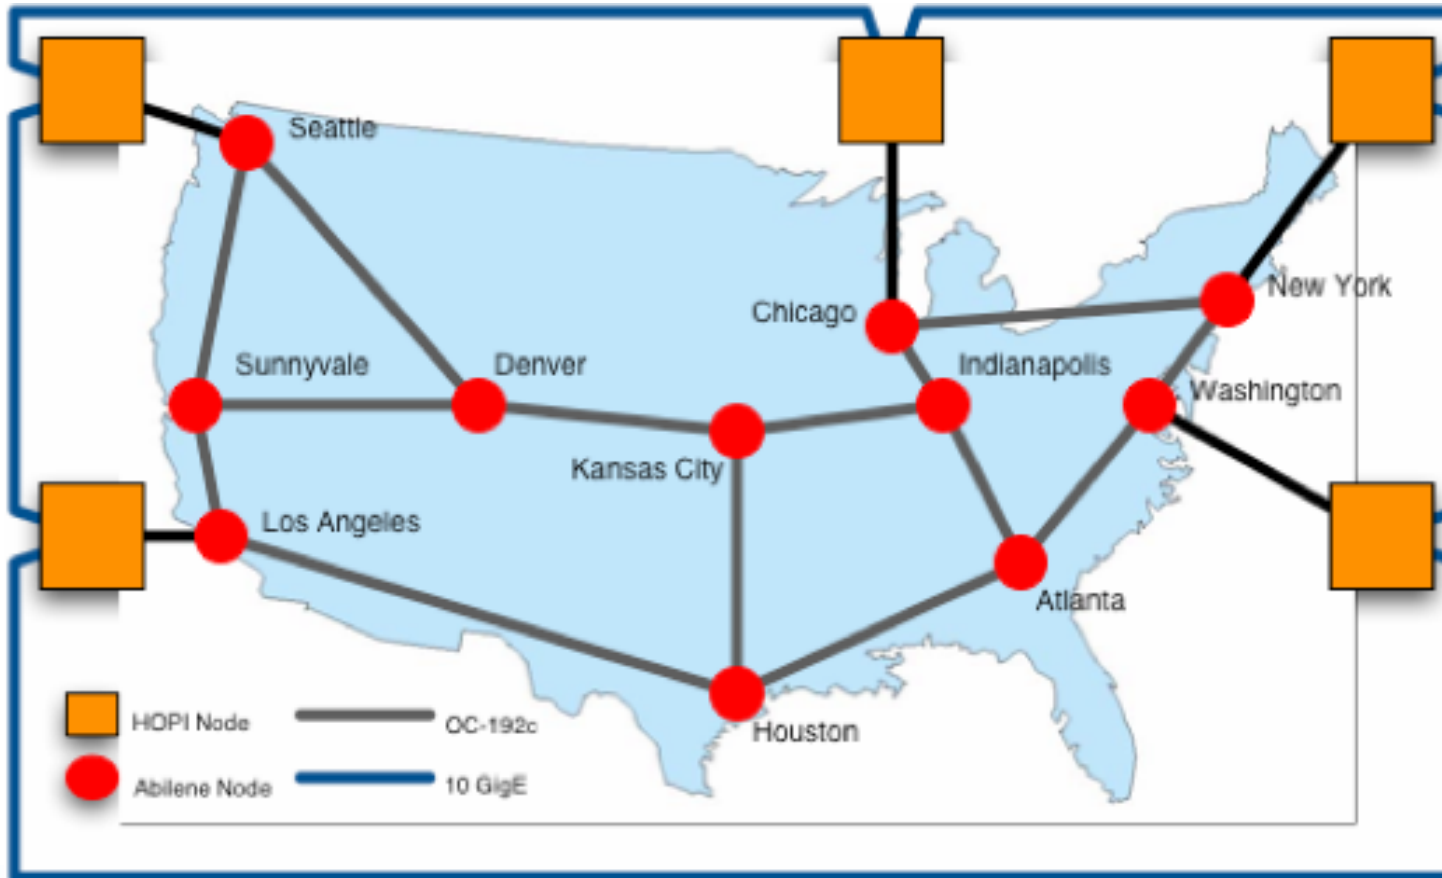 Seattle
New York
Chicago
Sunnyvale
Denver
Indianapolis
Washington
Kansas City
Los Angeles
Atlanta
HOPI Node
OC-192c
Houston
Abilene Node
10 GigE